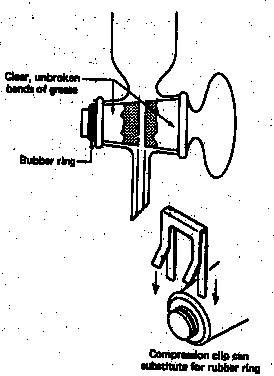 Clear, unbroken
bands of grease
Rubber ring
Compression clip can
substitute for rubber ring